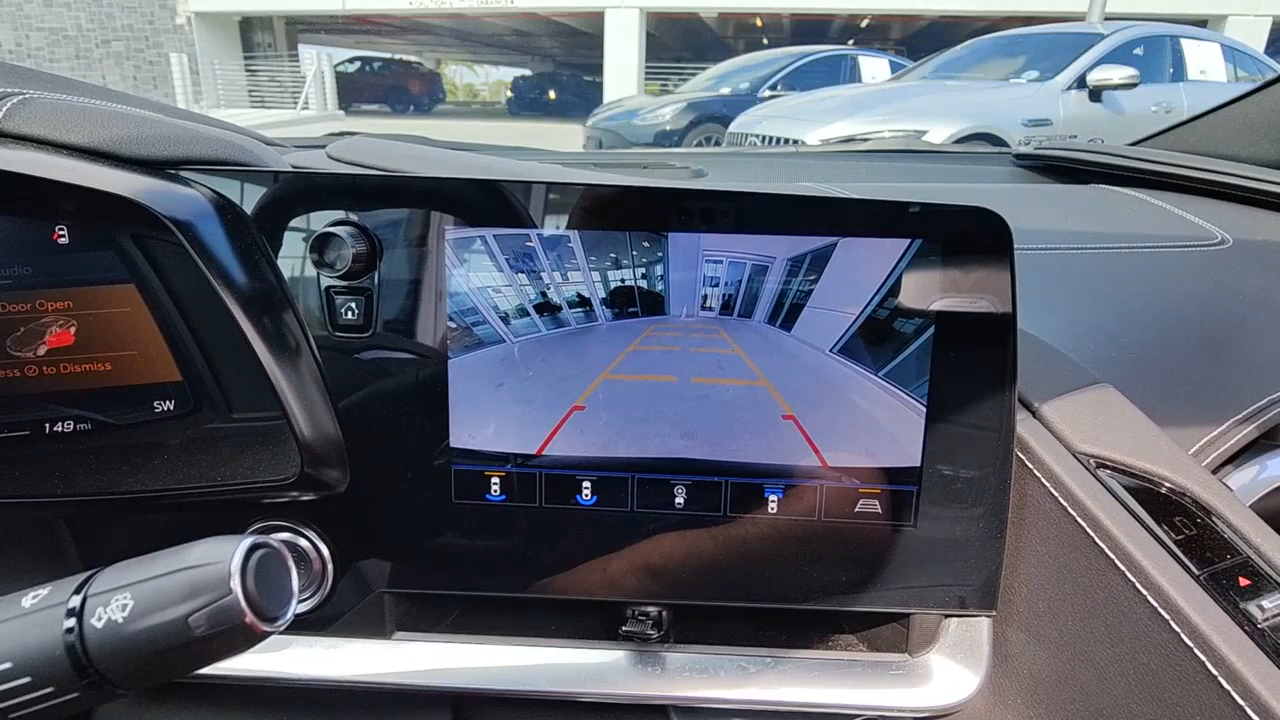 udio
Door Open
ess ✓ to Dismiss
SW
149 mi